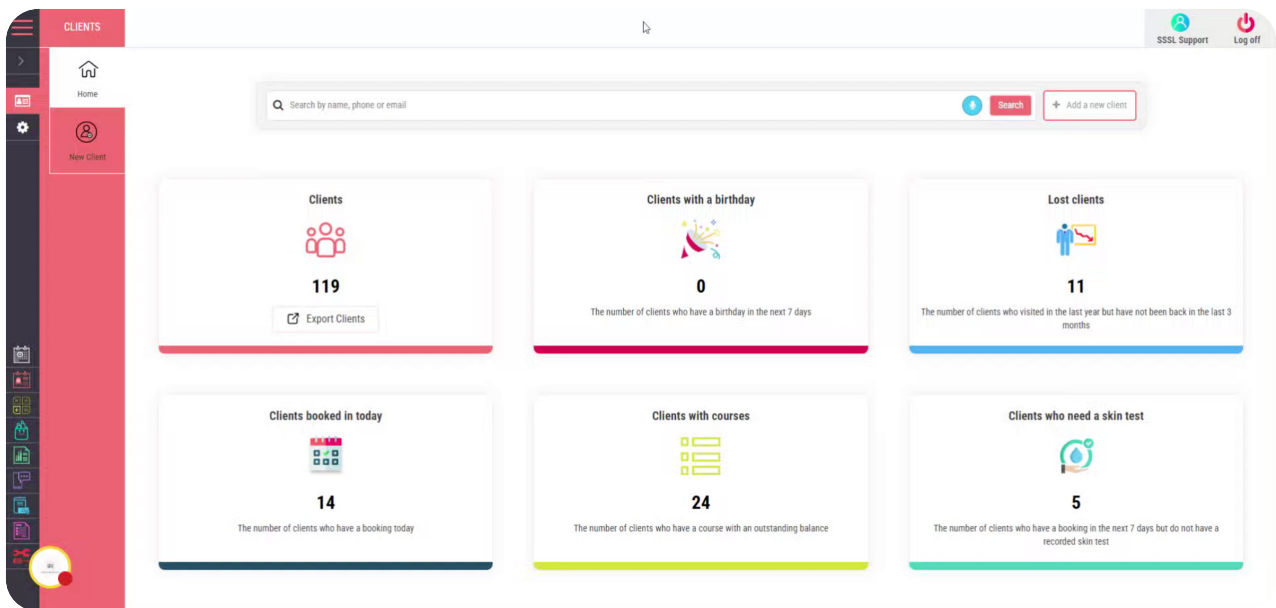 CLIENTS
SSSL Support
Log off
Home
Search by name, phone or email
Search
+ Add a new client
New Client
Clients
119
Export Clients
Clients with a birthday
0
The number of clients who have a birthday in the next 7 days
Lost clients
11
The number of clients who visited in the last year but have not been back in the last 3
months
Clients booked in today
14
The number of clients who have a booking today
Clients with courses
24
The number of clients who have a course with an outstanding balance
Clients who need a skin test
5
The number of clients who have a booking in the next 7 days but do not have a
recorded skin test